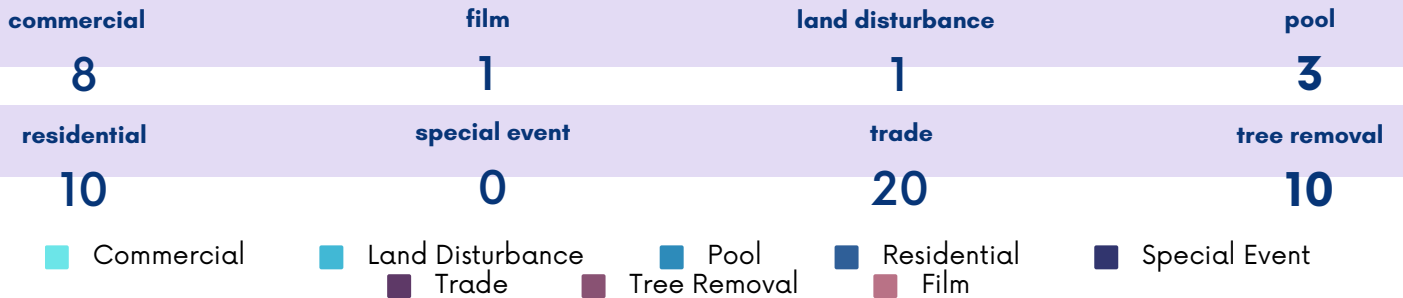 commercial film land disturbance pool
8 1 1 3
residential special event trade tree removal
10 0 20 10
Commercial Land Disturbance Pool Residential Special Event
Trade Tree Removal Film